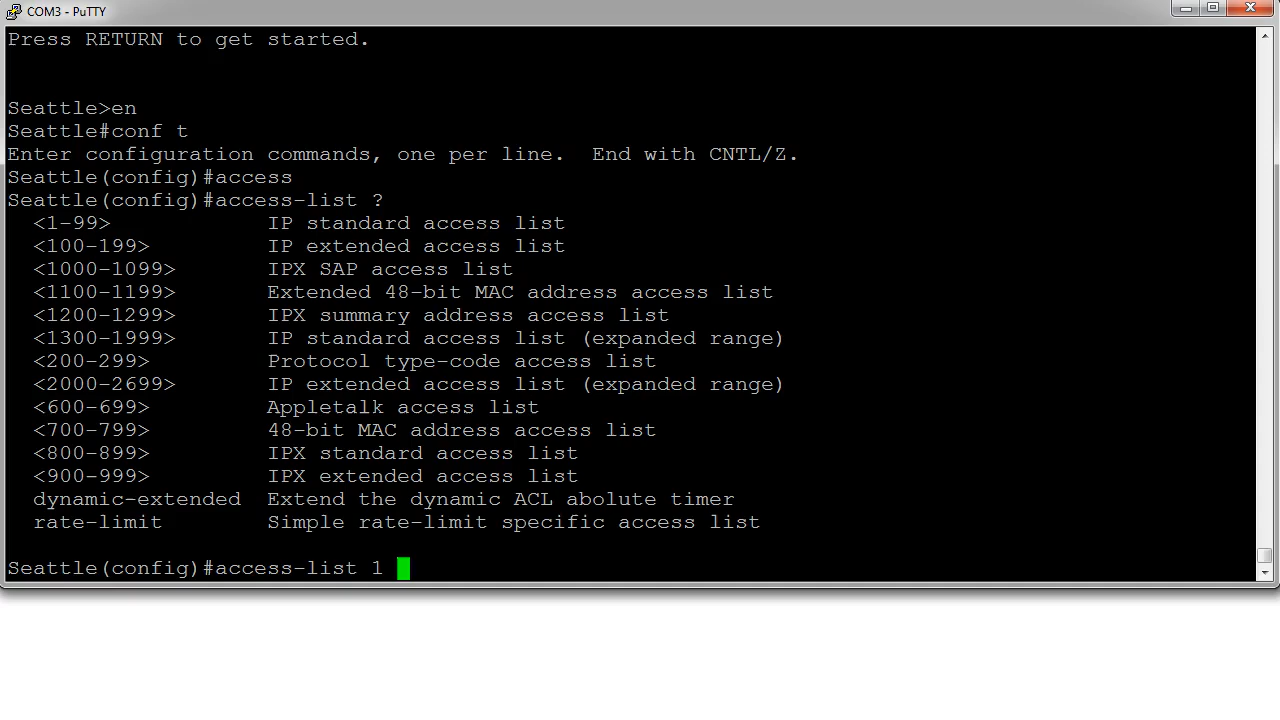 COM3 - PuTTY
Press RETURN to get started.
Seattle>en
Seattle#conf t
Enter configuration commands, one per line.  End with CNTL/Z.
Seattle(config)#access
Seattle(config)#access-list ?
  <1-99>            IP standard access list
  <100-199>         IP extended access list
  <1000-1099>       IPX SAP access list
  <1100-1199>       Extended 48-bit MAC address access list
  <1200-1299>       IPX summary address access list
  <1300-1999>       IP standard access list (expanded range)
  <200-299>         Protocol type-code access list
  <2000-2699>       IP extended access list (expanded range)
  <600-699>         Appletalk access list
  <700-799>         48-bit MAC address access list
  <800-899>         IPX standard access list
  <900-999>         IPX extended access list
  dynamic-extended  Extend the dynamic ACL abolute timer
  rate-limit        Simple rate-limit specific access list
Seattle(config)#access-list 1